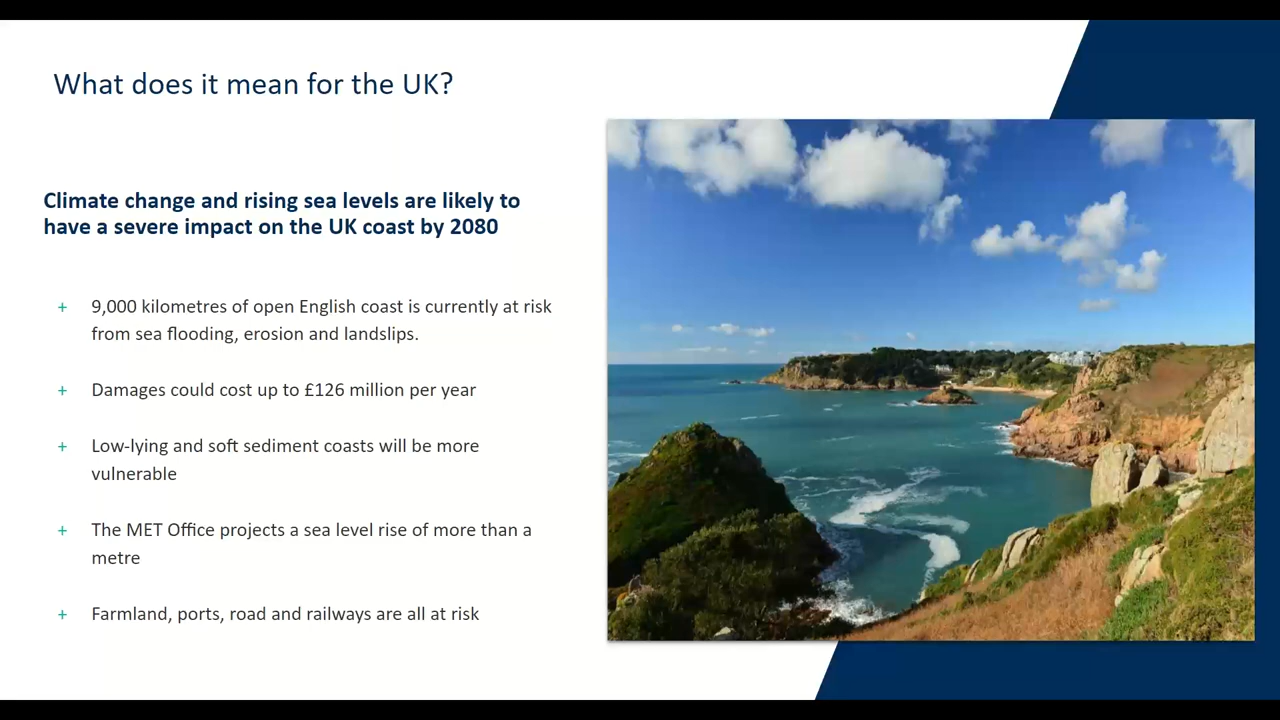 What does it mean for the UK?
Climate change and rising sea levels are likely to
have a severe impact on the UK coast by 2080
+ 9,000 kilometres of open English coast is currently at risk
from sea flooding, erosion and landslips.
+ Damages could cost up to £126 million per year
+ Low-lying and soft sediment coasts will be more
vulnerable
+ The MET Office projects a sea level rise of more than a
metre
+ Farmland, ports, road and railways are all at risk